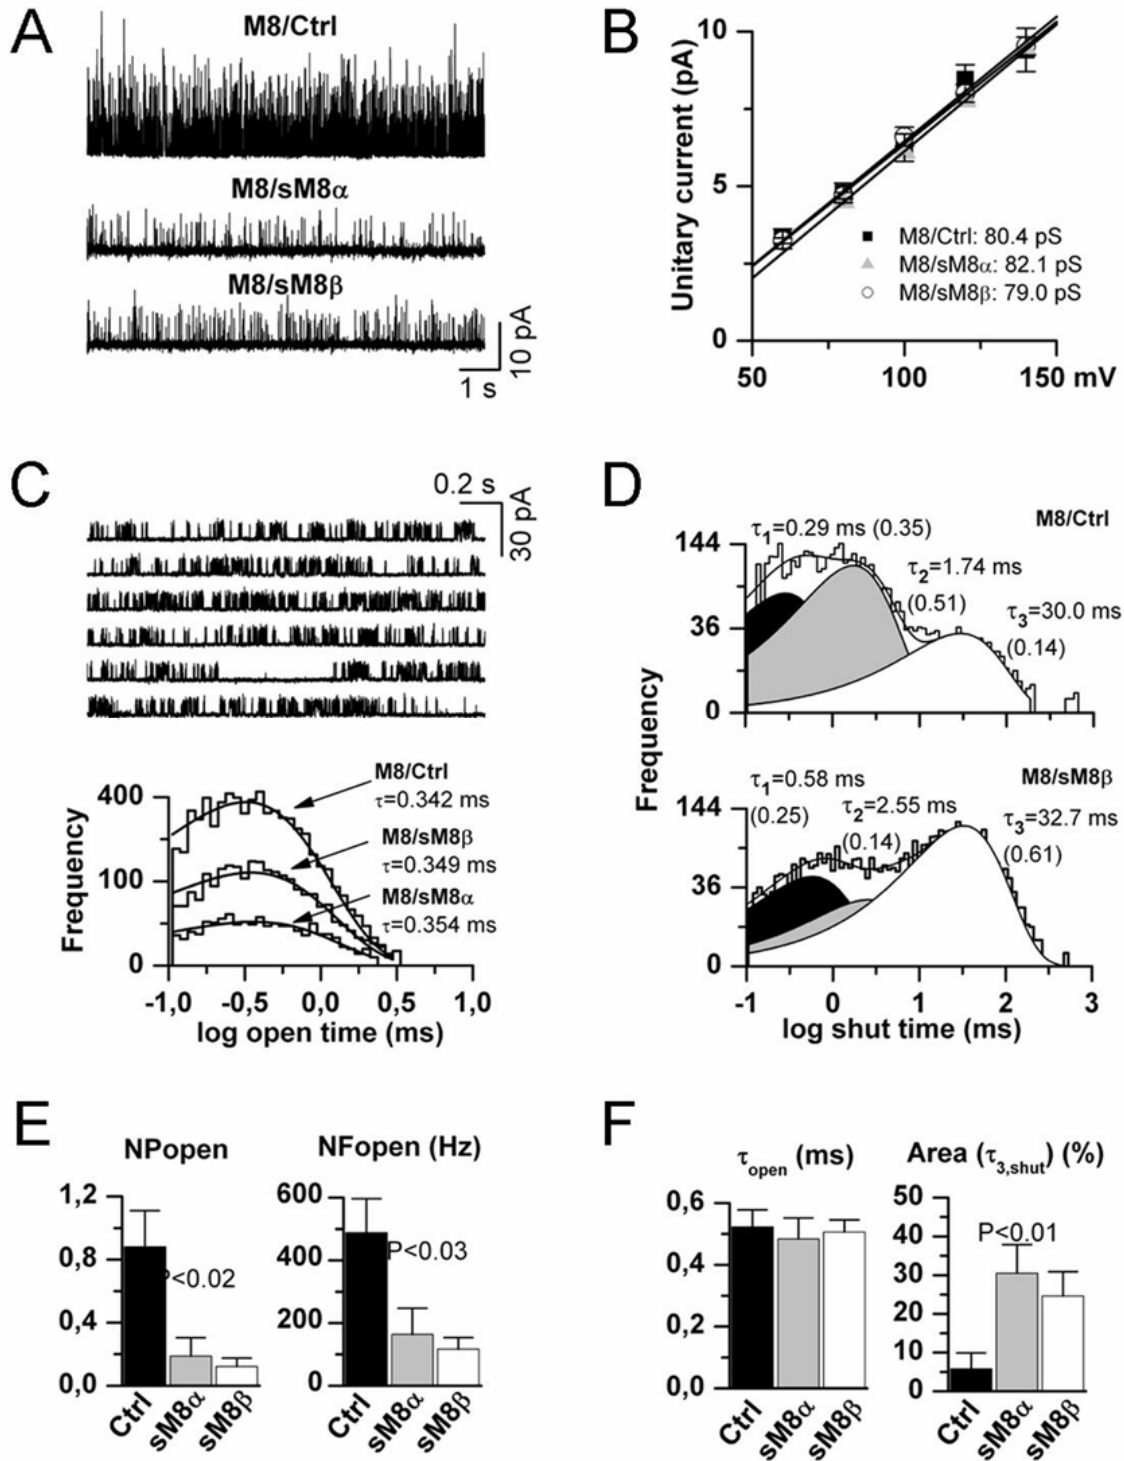 A
M8/Ctrl
M8/sM8α
M8/sM8β
10 pA
1 s
B
Unitary current (pA)
10
5
0
M8/Ctrl: 80.4 pS
M8/sM8α: 82.1 pS
M8/sM8β: 79.0 pS
50 100 150 mV
C
0.2 s
30 pA
M8/Ctrl
τ=0.342 ms
M8/sM8β
τ=0.349 ms
M8/sM8α
τ=0.354 ms
Frequency
400
100
0
-1,0 -0,5 0,0 0,5 1,0
log open time (ms)
D
M8/Ctrl
τ1=0.29 ms (0.35)
τ2=1.74 ms
(0.51)
τ3=30.0 ms
(0.14)
144
36
0
Frequency
M8/sM8β
τ1=0.58 ms
(0.25)
τ2=2.55 ms
(0.14)
τ3=32.7 ms
(0.61)
144
36
0
-1 0 1 2 3
log shut time (ms)
E
NPopen
1,2
0,8
0,4
0,0
P<0.02
Ctrl sM8α sM8β
NFopen (Hz)
600
400
200
0
P<0.03
Ctrl sM8α sM8β
F
τopen (ms)
0,6
0,4
0,2
0,0
Ctrl sM8α sM8β
Area (τ3,shut) (%)
50
40
30
20
10
0
P<0.01
Ctrl sM8α sM8β